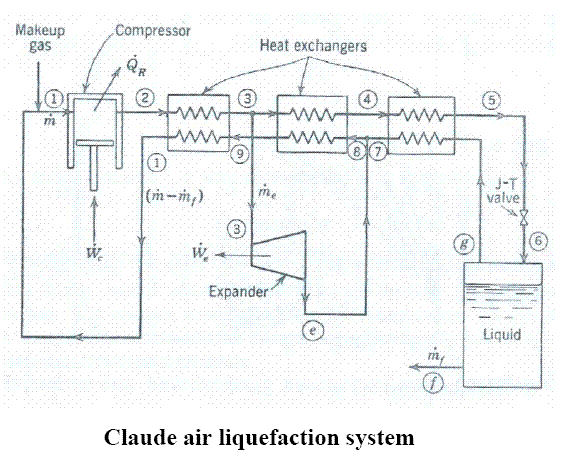 Makeup
gas
Compressor
Q̇R
Heat exchangers
1
ṁ
2
3
4
5
1
9
8
7
(ṁ−ṁf)
ṁe
3
J-T
valve
6
g
Ẇc
Ẇe
Expander
e
Liquid
ṁf
f
Claude air liquefaction system